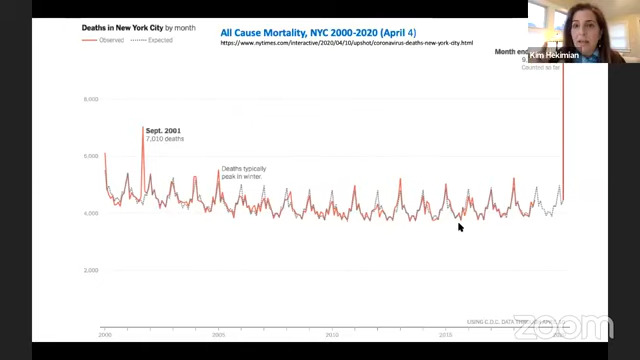 Deaths in New York City by month
Observed Expected
All Cause Mortality, NYC 2000-2020 (April 4)
https://www.nytimes.com/interactive/2020/04/10/upshot/coronavirus-deaths-new-york-city.html
Kim Hekimian
Month
Counted so far
8,000
Sept. 2001
7,010 deaths
6,000
Deaths typically
peak in winter.
4,000
2,000
USING C.D.C. DATA
zoom
2000
2005
2010
2015